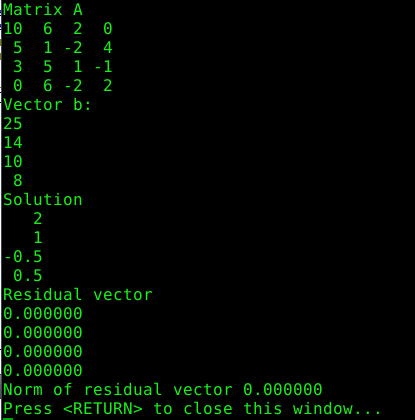 Matrix A
10  6  2  0
 5  1 -2  4
 3  5  1 -1
 0  6 -2  2
Vector b:
25
14
10
 8
Solution
   2
   1
-0.5
 0.5
Residual vector
0.000000
0.000000
0.000000
0.000000
Norm of residual vector 0.000000
Press <RETURN> to close this window...